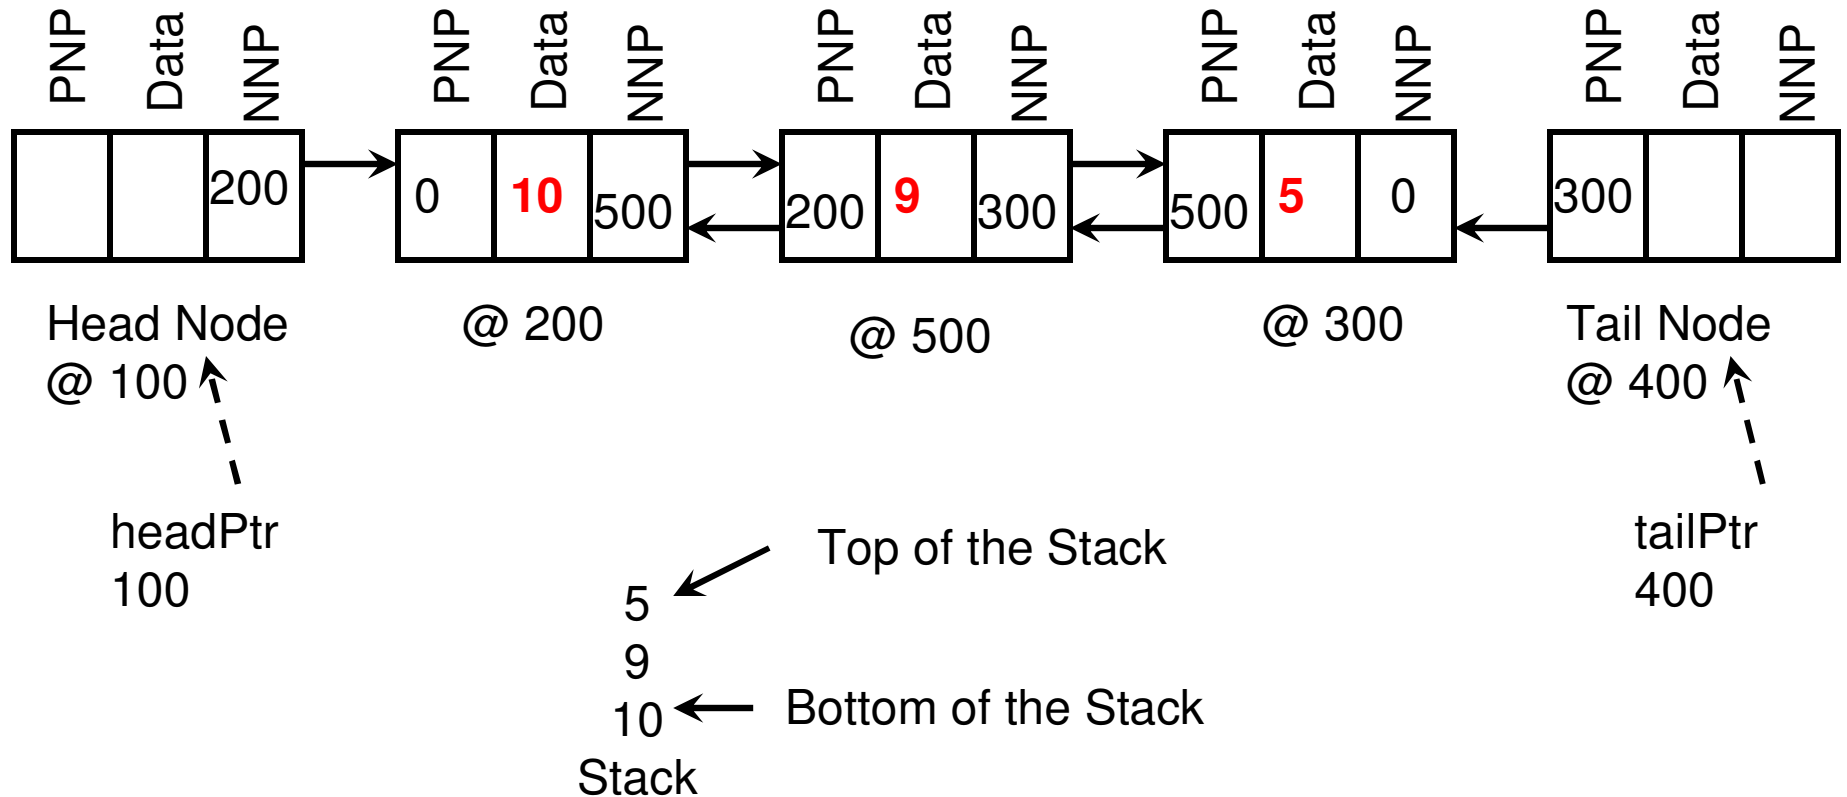 PNP Data NNP PNP Data NNP PNP Data NNP PNP Data NNP PNP Data NNP
200 0 10 500 200 9 300 500 5 0 300
Head Node @ 200 @ 500 @ 300 Tail Node
@ 100 @ 400
headPtr tailPtr
100 400
Top of the Stack
5
9
10 Bottom of the Stack
Stack